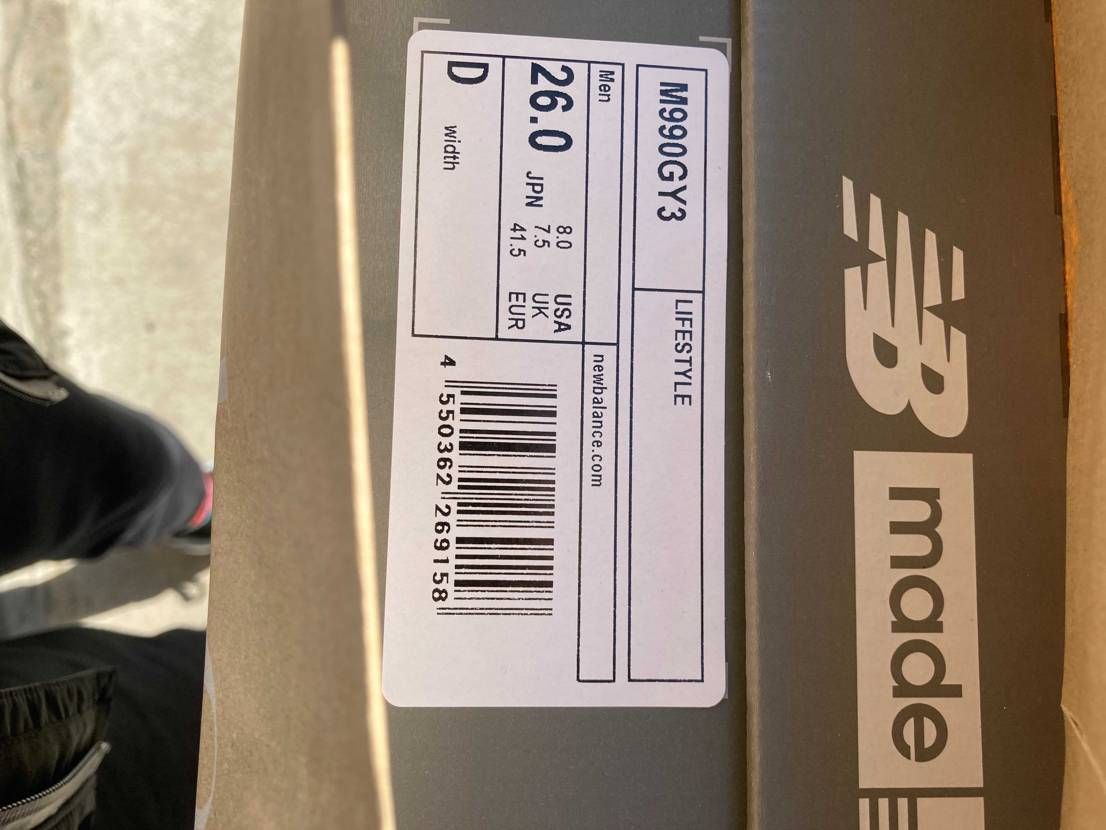 NB
made
M990GY3
LIFESTYLE
Men
newbalance.com
26.0 JPN
8.0 USA
7.5 UK
41.5 EUR
D width
4 550362 269158